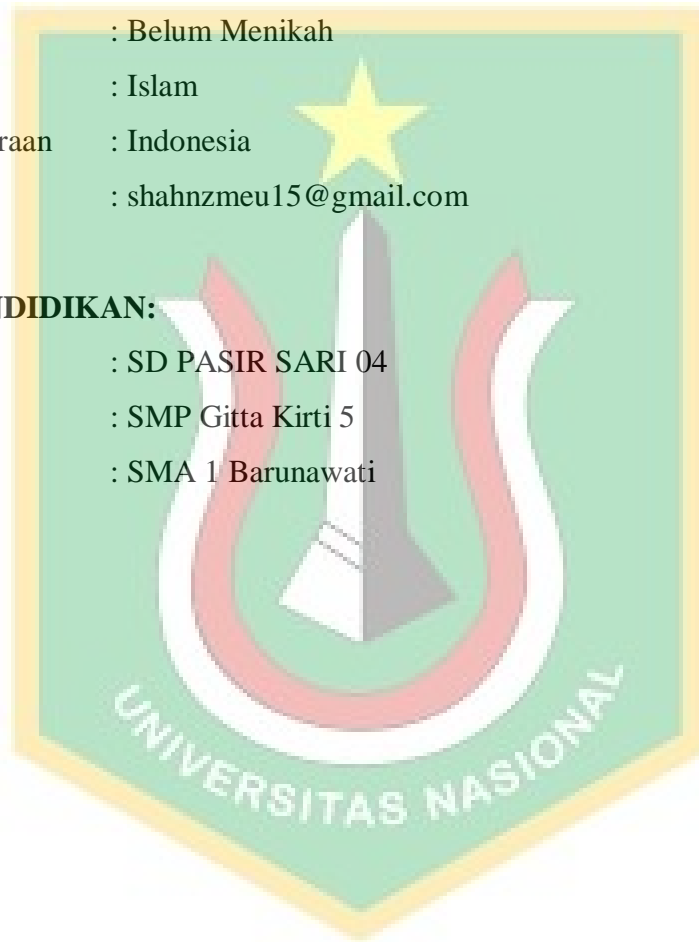 : Belum Menikah
: Islam
raan : Indonesia
: shahnzmeu15@gmail.com
NDIDIKAN:
: SD PASIR SARI 04
: SMP Gitta Kirti 5
: SMA 1 Barunawati
UNIVERSITAS NASIONAL